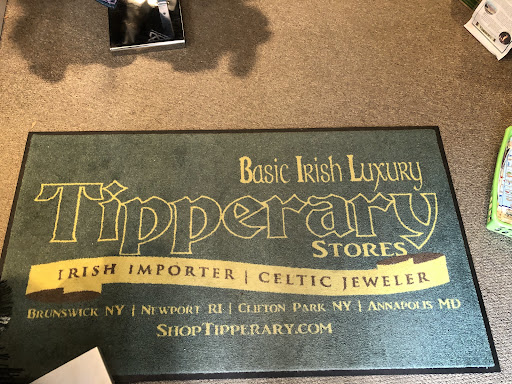 Basic Irish Luxury
Tipperary
Stores
Irish Importer | Celtic Jeweler
Brunswick NY | Newport RI | Clifton Park NY | Annapolis MD
ShopTipperary.com